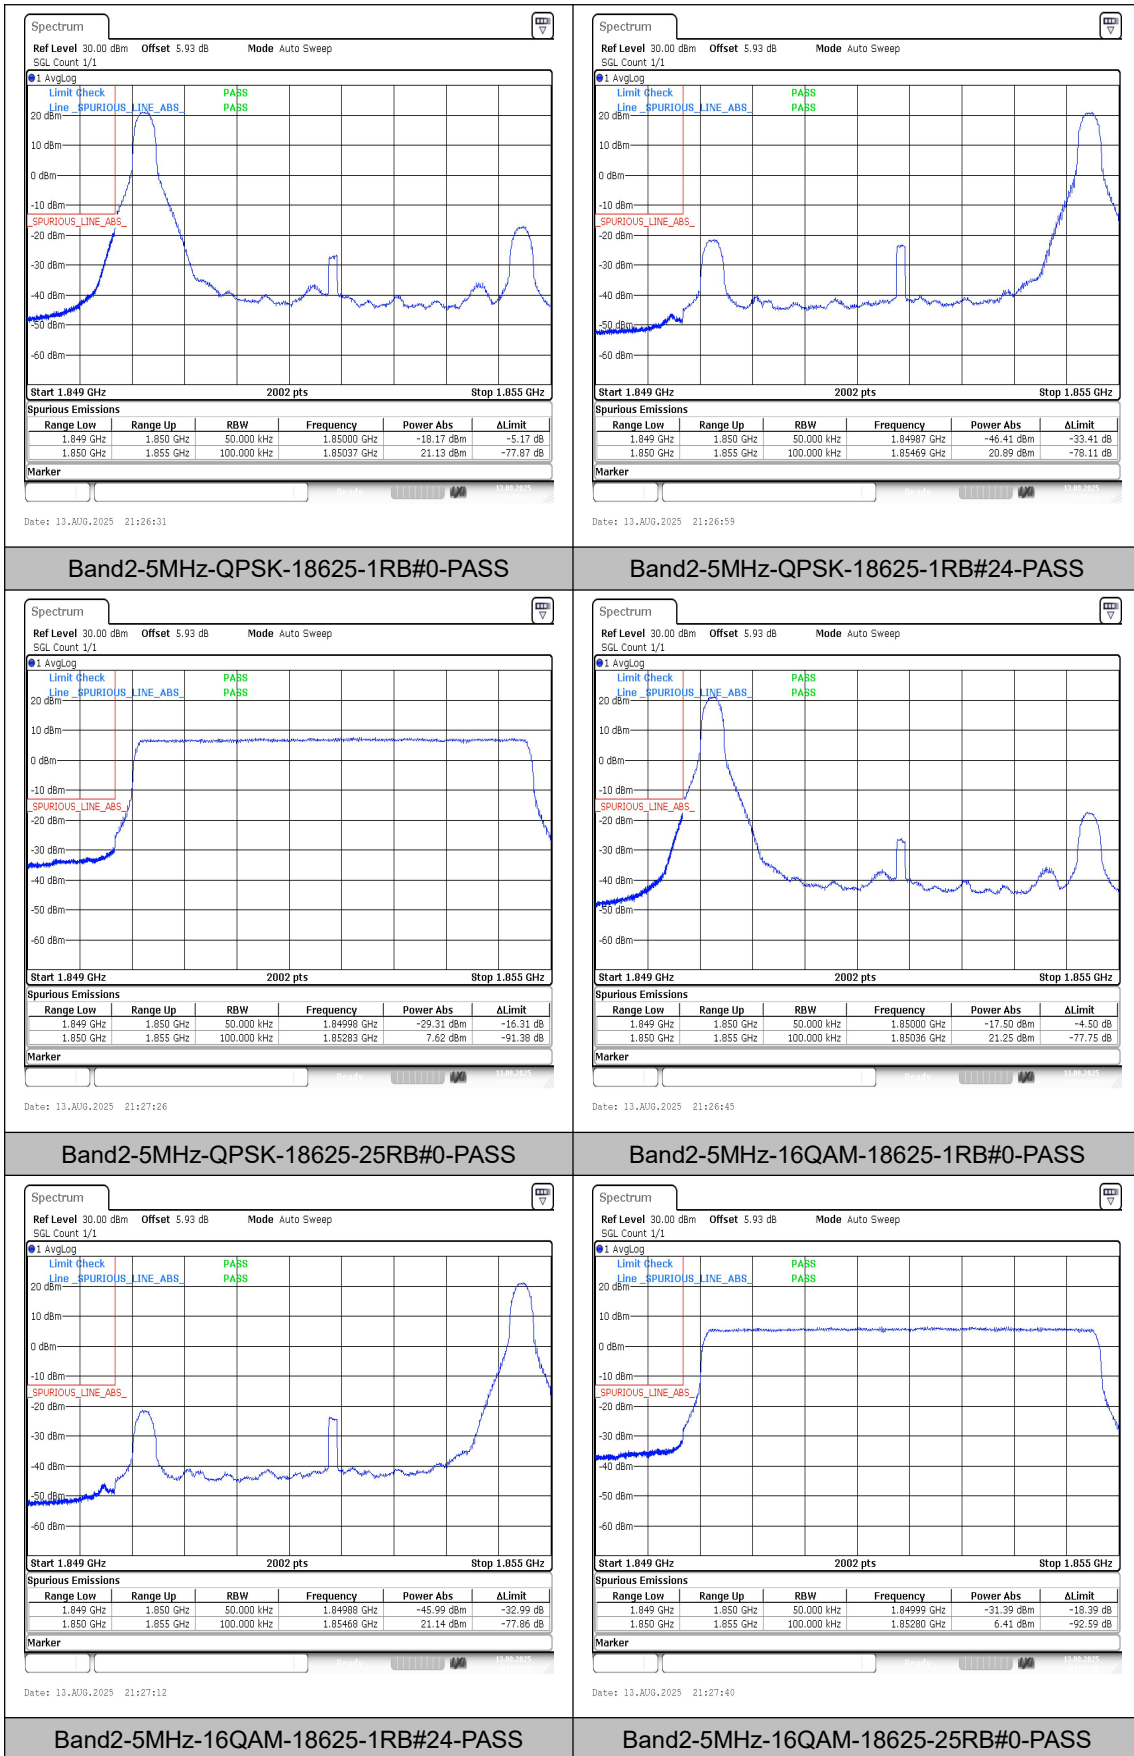 Spectrum
Ref Level 30.00 dBm Offset 5.93 dB Mode Auto Sweep
SGL Count 1/1
1 AvgLog
Limit Check PASS
Line _SPURIOUS_LINE_ABS_ PASS
20 dBm
10 dBm
0 dBm
-10 dBm
_SPURIOUS_LINE_ABS_
-20 dBm
-30 dBm
-40 dBm
-50 dBm
-60 dBm
Start 1.849 GHz 2002 pts Stop 1.855 GHz
Spurious Emissions
Range Low Range Up RBW Frequency Power Abs ΔLimit
1.849 GHz 1.850 GHz 50.000 kHz 1.85000 GHz -18.17 dBm -5.17 dB
1.850 GHz 1.855 GHz 100.000 kHz 1.85037 GHz 21.13 dBm -77.87 dB
Marker
13.08.2025
Date: 13.AUG.2025 21:26:31
Band2-5MHz-QPSK-18625-1RB#0-PASS
Spectrum
Ref Level 30.00 dBm Offset 5.93 dB Mode Auto Sweep
SGL Count 1/1
1 AvgLog
Limit Check PASS
Line _SPURIOUS_LINE_ABS_ PASS
20 dBm
10 dBm
0 dBm
-10 dBm
_SPURIOUS_LINE_ABS_
-20 dBm
-30 dBm
-40 dBm
-50 dBm
-60 dBm
Start 1.849 GHz 2002 pts Stop 1.855 GHz
Spurious Emissions
Range Low Range Up RBW Frequency Power Abs ΔLimit
1.849 GHz 1.850 GHz 50.000 kHz 1.84987 GHz -46.41 dBm -33.41 dB
1.850 GHz 1.855 GHz 100.000 kHz 1.85469 GHz 20.89 dBm -78.11 dB
Marker
13.08.2025
Date: 13.AUG.2025 21:26:59
Band2-5MHz-QPSK-18625-1RB#24-PASS
Spectrum
Ref Level 30.00 dBm Offset 5.93 dB Mode Auto Sweep
SGL Count 1/1
1 AvgLog
Limit Check PASS
Line _SPURIOUS_LINE_ABS_ PASS
20 dBm
10 dBm
0 dBm
-10 dBm
_SPURIOUS_LINE_ABS_
-20 dBm
-30 dBm
-40 dBm
-50 dBm
-60 dBm
Start 1.849 GHz 2002 pts Stop 1.855 GHz
Spurious Emissions
Range Low Range Up RBW Frequency Power Abs ΔLimit
1.849 GHz 1.850 GHz 50.000 kHz 1.84998 GHz -29.31 dBm -16.31 dB
1.850 GHz 1.855 GHz 100.000 kHz 1.85283 GHz 7.62 dBm -91.38 dB
Marker
13.08.2025
Date: 13.AUG.2025 21:27:26
Band2-5MHz-QPSK-18625-25RB#0-PASS
Spectrum
Ref Level 30.00 dBm Offset 5.93 dB Mode Auto Sweep
SGL Count 1/1
1 AvgLog
Limit Check PASS
Line _SPURIOUS_LINE_ABS_ PASS
20 dBm
10 dBm
0 dBm
-10 dBm
_SPURIOUS_LINE_ABS_
-20 dBm
-30 dBm
-40 dBm
-50 dBm
-60 dBm
Start 1.849 GHz 2002 pts Stop 1.855 GHz
Spurious Emissions
Range Low Range Up RBW Frequency Power Abs ΔLimit
1.849 GHz 1.850 GHz 50.000 kHz 1.85000 GHz -17.50 dBm -4.50 dB
1.850 GHz 1.855 GHz 100.000 kHz 1.85036 GHz 21.25 dBm -77.75 dB
Marker
13.08.2025
Date: 13.AUG.2025 21:26:45
Band2-5MHz-16QAM-18625-1RB#0-PASS
Spectrum
Ref Level 30.00 dBm Offset 5.93 dB Mode Auto Sweep
SGL Count 1/1
1 AvgLog
Limit Check PASS
Line _SPURIOUS_LINE_ABS_ PASS
20 dBm
10 dBm
0 dBm
-10 dBm
_SPURIOUS_LINE_ABS_
-20 dBm
-30 dBm
-40 dBm
-50 dBm
-60 dBm
Start 1.849 GHz 2002 pts Stop 1.855 GHz
Spurious Emissions
Range Low Range Up RBW Frequency Power Abs ΔLimit
1.849 GHz 1.850 GHz 50.000 kHz 1.84988 GHz -45.99 dBm -32.99 dB
1.850 GHz 1.855 GHz 100.000 kHz 1.85468 GHz 21.14 dBm -77.86 dB
Marker
13.08.2025
Date: 13.AUG.2025 21:27:12
Band2-5MHz-16QAM-18625-1RB#24-PASS
Spectrum
Ref Level 30.00 dBm Offset 5.93 dB Mode Auto Sweep
SGL Count 1/1
1 AvgLog
Limit Check PASS
Line _SPURIOUS_LINE_ABS_ PASS
20 dBm
10 dBm
0 dBm
-10 dBm
_SPURIOUS_LINE_ABS_
-20 dBm
-30 dBm
-40 dBm
-50 dBm
-60 dBm
Start 1.849 GHz 2002 pts Stop 1.855 GHz
Spurious Emissions
Range Low Range Up RBW Frequency Power Abs ΔLimit
1.849 GHz 1.850 GHz 50.000 kHz 1.84999 GHz -31.39 dBm -18.39 dB
1.850 GHz 1.855 GHz 100.000 kHz 1.85280 GHz 6.41 dBm -92.59 dB
Marker
13.08.2025
Date: 13.AUG.2025 21:27:40
Band2-5MHz-16QAM-18625-25RB#0-PASS